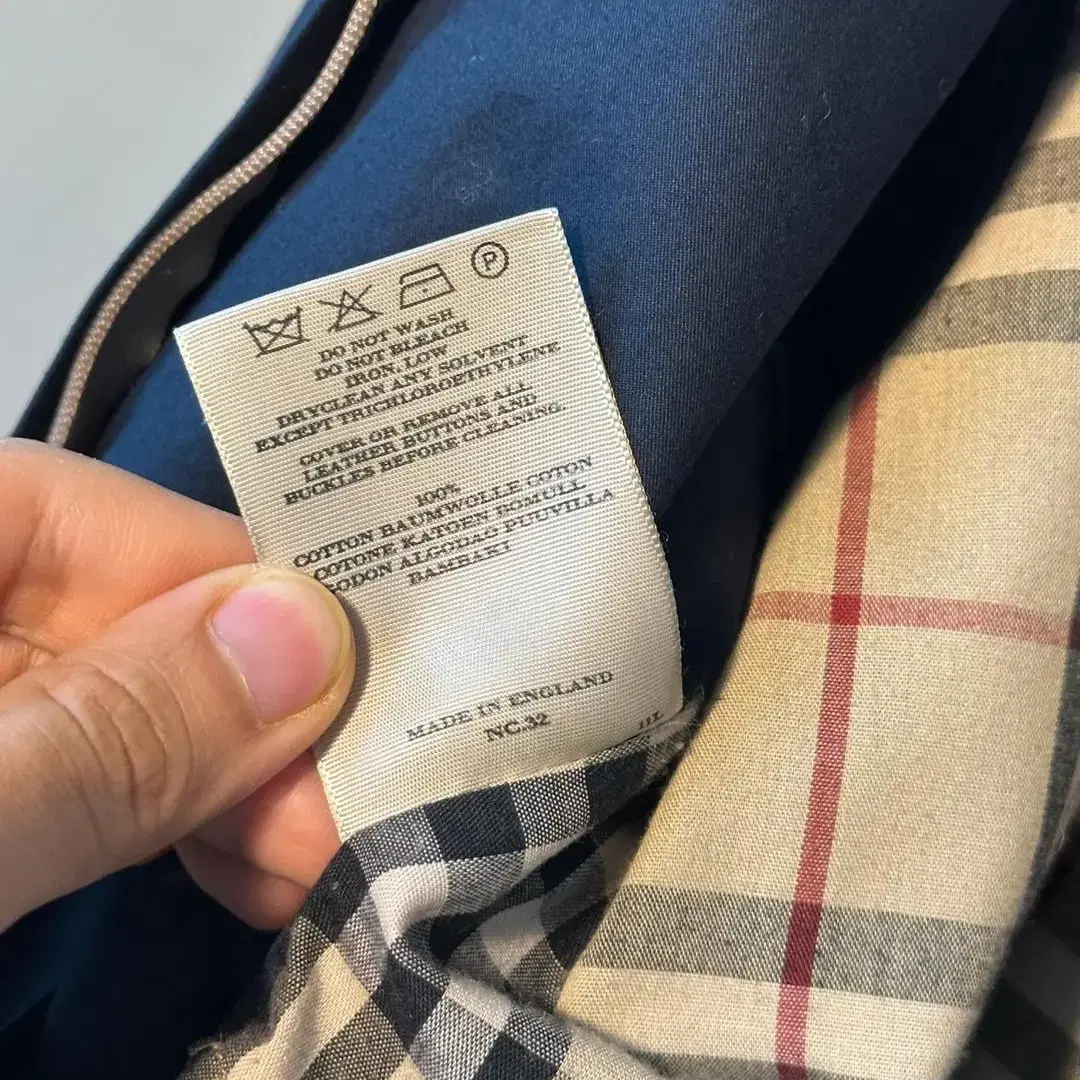 P
DO NOT WASH
DO NOT BLEACH
IRON, LOW
DRYCLEAN ANY SOLVENT
EXCEPT TRICHLOROETHYLENE
COVER OR REMOVE ALL
LEATHER BUTTONS AND
BUCKLES BEFORE CLEANING.
100%
COTTON BAUMWOLLE COTON
COTONE KATOEN BOMULL
GODON ALGODAO PUUVILLA
BAMBAKI
MADE IN ENGLAND
NC.32
11L